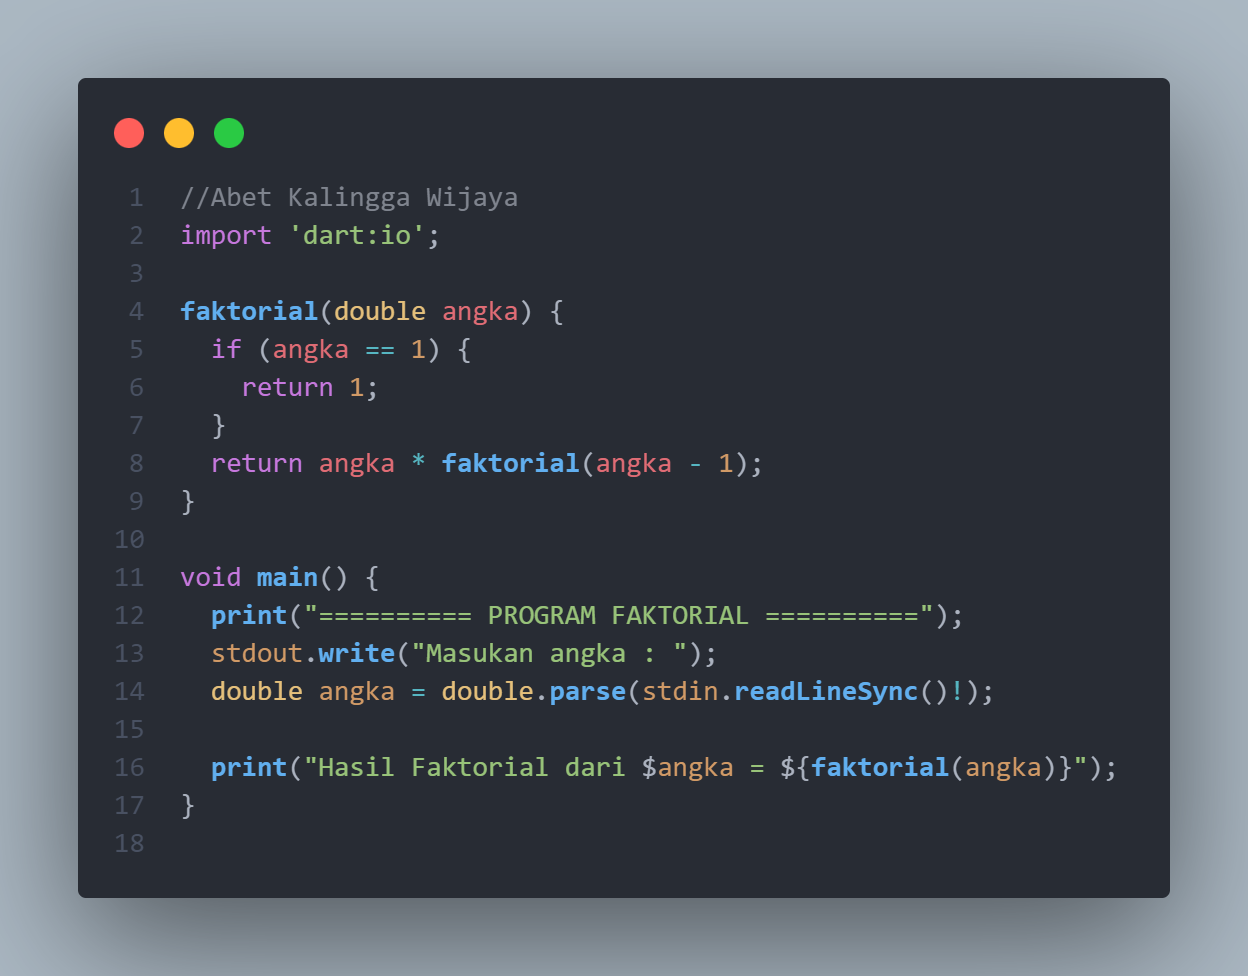 1 //Abet Kalingga Wijaya
2 import 'dart:io';
3
4 faktorial(double angka) {
5   if (angka == 1) {
6     return 1;
7   }
8   return angka * faktorial(angka - 1);
9 }
10
11 void main() {
12   print("========== PROGRAM FAKTORIAL ==========");
13   stdout.write("Masukan angka : ");
14   double angka = double.parse(stdin.readLineSync()!);
15
16   print("Hasil Faktorial dari $angka = ${faktorial(angka)}");
17 }
18